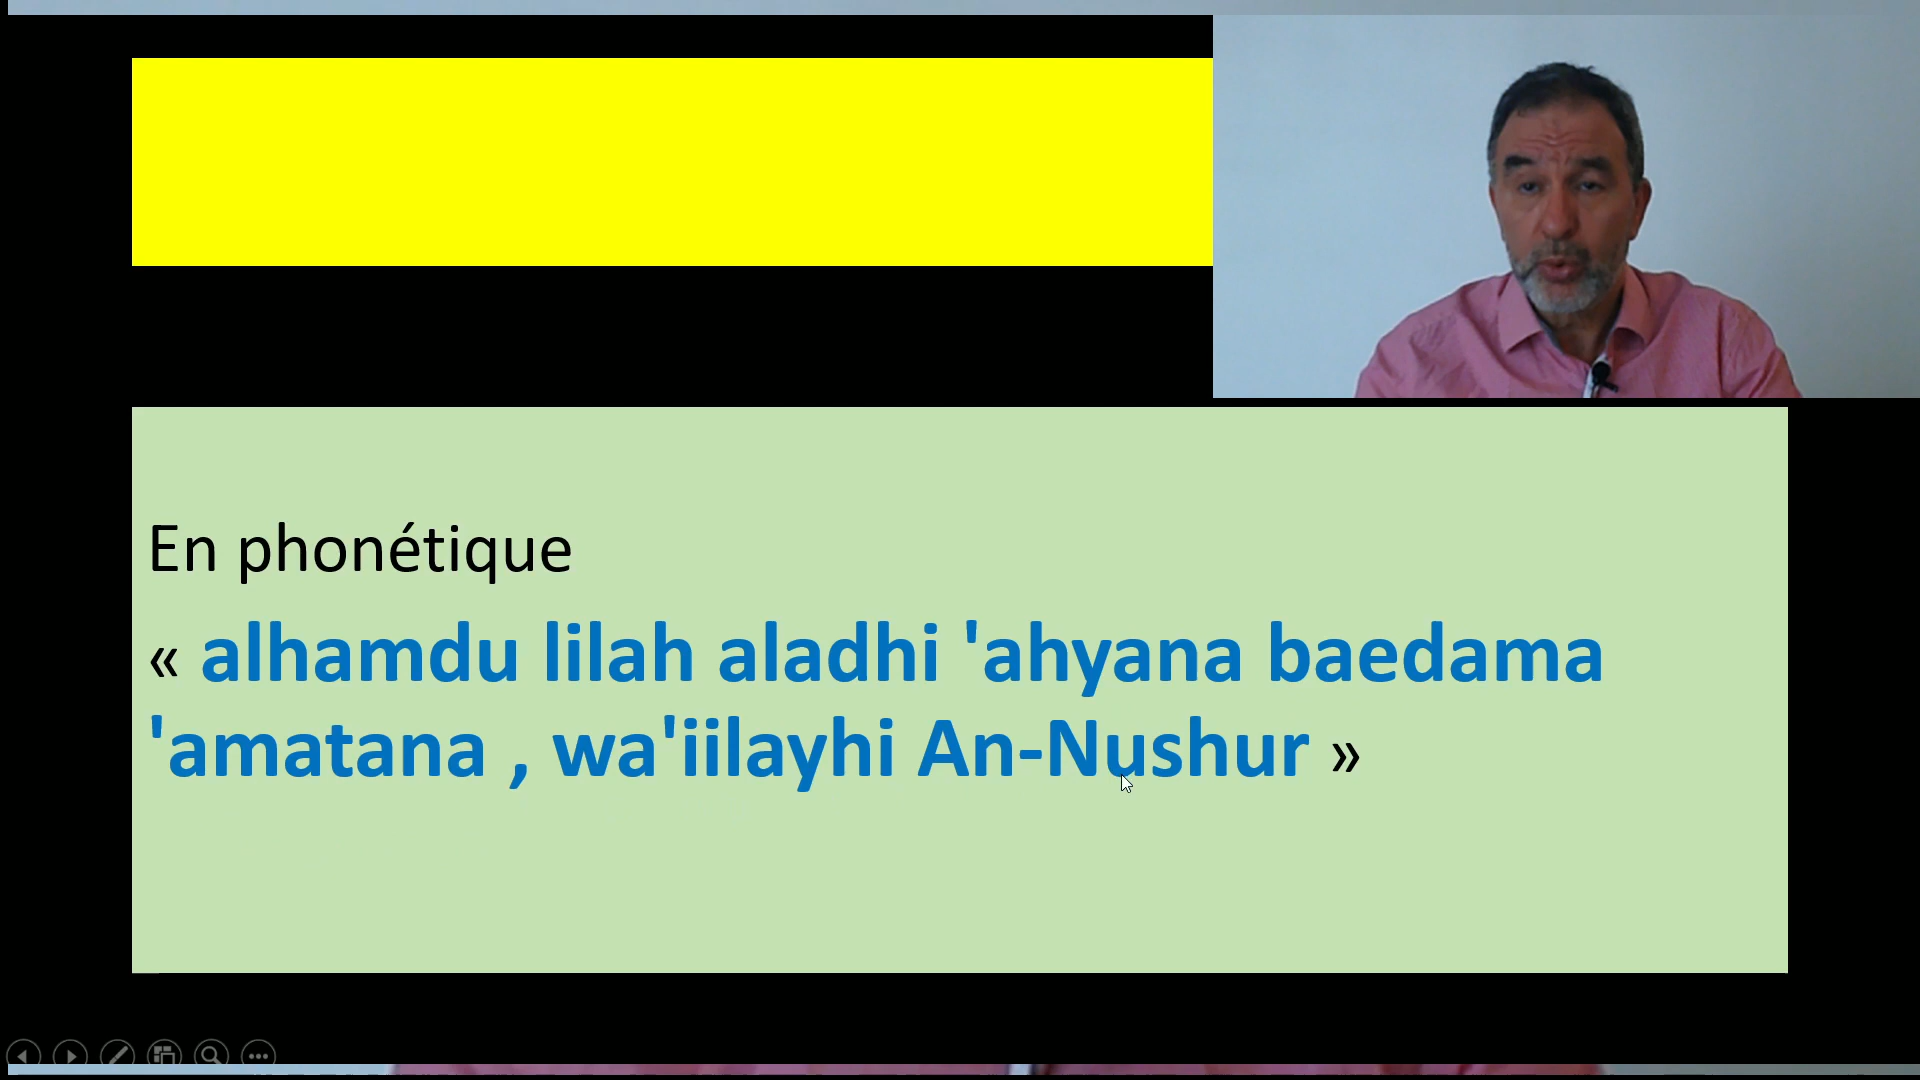 En phonétique
« alhamdu lilah aladhi 'ahyana baedama
'amatana , wa'iilayhi An-Nushur »